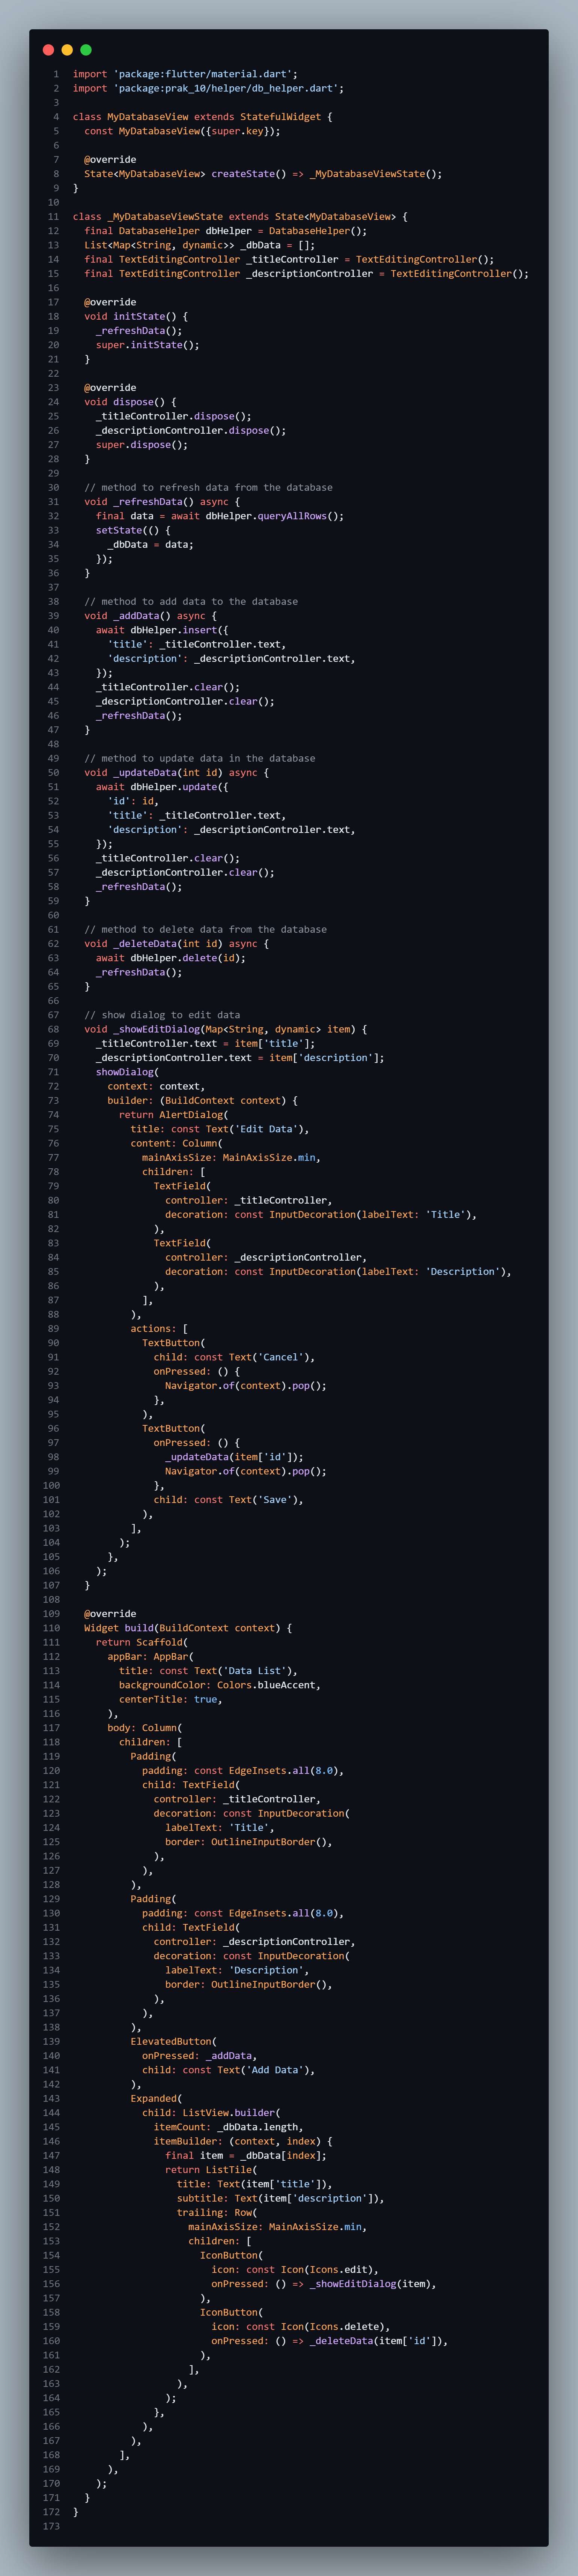 1 import 'package:flutter/material.dart';
2 import 'package:prak_10/helper/db_helper.dart';
3
4 class MyDatabaseView extends StatefulWidget {
5   const MyDatabaseView({super.key});
6
7   @override
8   State<MyDatabaseView> createState() => _MyDatabaseViewState();
9 }
10
11 class _MyDatabaseViewState extends State<MyDatabaseView> {
12   final DatabaseHelper dbHelper = DatabaseHelper();
13   List<Map<String, dynamic>> _dbData = [];
14   final TextEditingController _titleController = TextEditingController();
15   final TextEditingController _descriptionController = TextEditingController();
16
17   @override
18   void initState() {
19     _refreshData();
20     super.initState();
21   }
22
23   @override
24   void dispose() {
25     _titleController.dispose();
26     _descriptionController.dispose();
27     super.dispose();
28   }
29
30   // method to refresh data from the database
31   void _refreshData() async {
32     final data = await dbHelper.queryAllRows();
33     setState(() {
34       _dbData = data;
35     });
36   }
37
38   // method to add data to the database
39   void _addData() async {
40     await dbHelper.insert({
41       'title': _titleController.text,
42       'description': _descriptionController.text,
43     });
44     _titleController.clear();
45     _descriptionController.clear();
46     _refreshData();
47   }
48
49   // method to update data in the database
50   void _updateData(int id) async {
51     await dbHelper.update({
52       'id': id,
53       'title': _titleController.text,
54       'description': _descriptionController.text,
55     });
56     _titleController.clear();
57     _descriptionController.clear();
58     _refreshData();
59   }
60
61   // method to delete data from the database
62   void _deleteData(int id) async {
63     await dbHelper.delete(id);
64     _refreshData();
65   }
66
67   // show dialog to edit data
68   void _showEditDialog(Map<String, dynamic> item) {
69     _titleController.text = item['title'];
70     _descriptionController.text = item['description'];
71     showDialog(
72       context: context,
73       builder: (BuildContext context) {
74         return AlertDialog(
75           title: const Text('Edit Data'),
76           content: Column(
77             mainAxisSize: MainAxisSize.min,
78             children: [
79               TextField(
80                 controller: _titleController,
81                 decoration: const InputDecoration(labelText: 'Title'),
82               ),
83               TextField(
84                 controller: _descriptionController,
85                 decoration: const InputDecoration(labelText: 'Description'),
86               ),
87             ],
88           ),
89           actions: [
90             TextButton(
91               child: const Text('Cancel'),
92               onPressed: () {
93                 Navigator.of(context).pop();
94               },
95             ),
96             TextButton(
97               onPressed: () {
98                 _updateData(item['id']);
99                 Navigator.of(context).pop();
100               },
101               child: const Text('Save'),
102             ),
103           ],
104         );
105       },
106     );
107   }
108
109   @override
110   Widget build(BuildContext context) {
111     return Scaffold(
112       appBar: AppBar(
113         title: const Text('Data List'),
114         backgroundColor: Colors.blueAccent,
115         centerTitle: true,
116       ),
117       body: Column(
118         children: [
119           Padding(
120             padding: const EdgeInsets.all(8.0),
121             child: TextField(
122               controller: _titleController,
123               decoration: const InputDecoration(
124                 labelText: 'Title',
125                 border: OutlineInputBorder(),
126               ),
127             ),
128           ),
129           Padding(
130             padding: const EdgeInsets.all(8.0),
131             child: TextField(
132               controller: _descriptionController,
133               decoration: const InputDecoration(
134                 labelText: 'Description',
135                 border: OutlineInputBorder(),
136               ),
137             ),
138           ),
139           ElevatedButton(
140             onPressed: _addData,
141             child: const Text('Add Data'),
142           ),
143           Expanded(
144             child: ListView.builder(
145               itemCount: _dbData.length,
146               itemBuilder: (context, index) {
147                 final item = _dbData[index];
148                 return ListTile(
149                   title: Text(item['title']),
150                   subtitle: Text(item['description']),
151                   trailing: Row(
152                     mainAxisSize: MainAxisSize.min,
153                     children: [
154                       IconButton(
155                         icon: const Icon(Icons.edit),
156                         onPressed: () => _showEditDialog(item),
157                       ),
158                       IconButton(
159                         icon: const Icon(Icons.delete),
160                         onPressed: () => _deleteData(item['id']),
161                       ),
162                     ],
163                   ),
164                 );
165               },
166             ),
167           ),
168         ],
169       ),
170     );
171   }
172 }
173